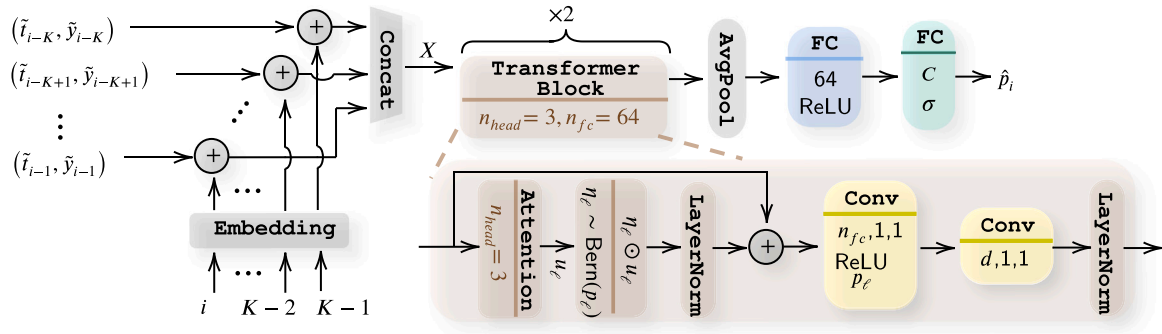 (t̃_{i−K}, ỹ_{i−K})
(t̃_{i−K+1}, ỹ_{i−K+1})
⋮
(t̃_{i−1}, ỹ_{i−1})
+
+
+
⋰
...
Embedding
...
i
K − 2
K − 1
Concat
X
×2
Transformer
Block
n_{head} = 3, n_{fc} = 64
AvgPool
FC
64
ReLU
FC
C
σ
p̂_i
Attention
n_{head} = 3
u_ℓ
η_ℓ ⊙ u_ℓ
η_ℓ ~ Bern(p_ℓ)
LayerNorm
+
Conv
n_{fc},1,1
ReLU
p_ℓ
Conv
d,1,1
LayerNorm